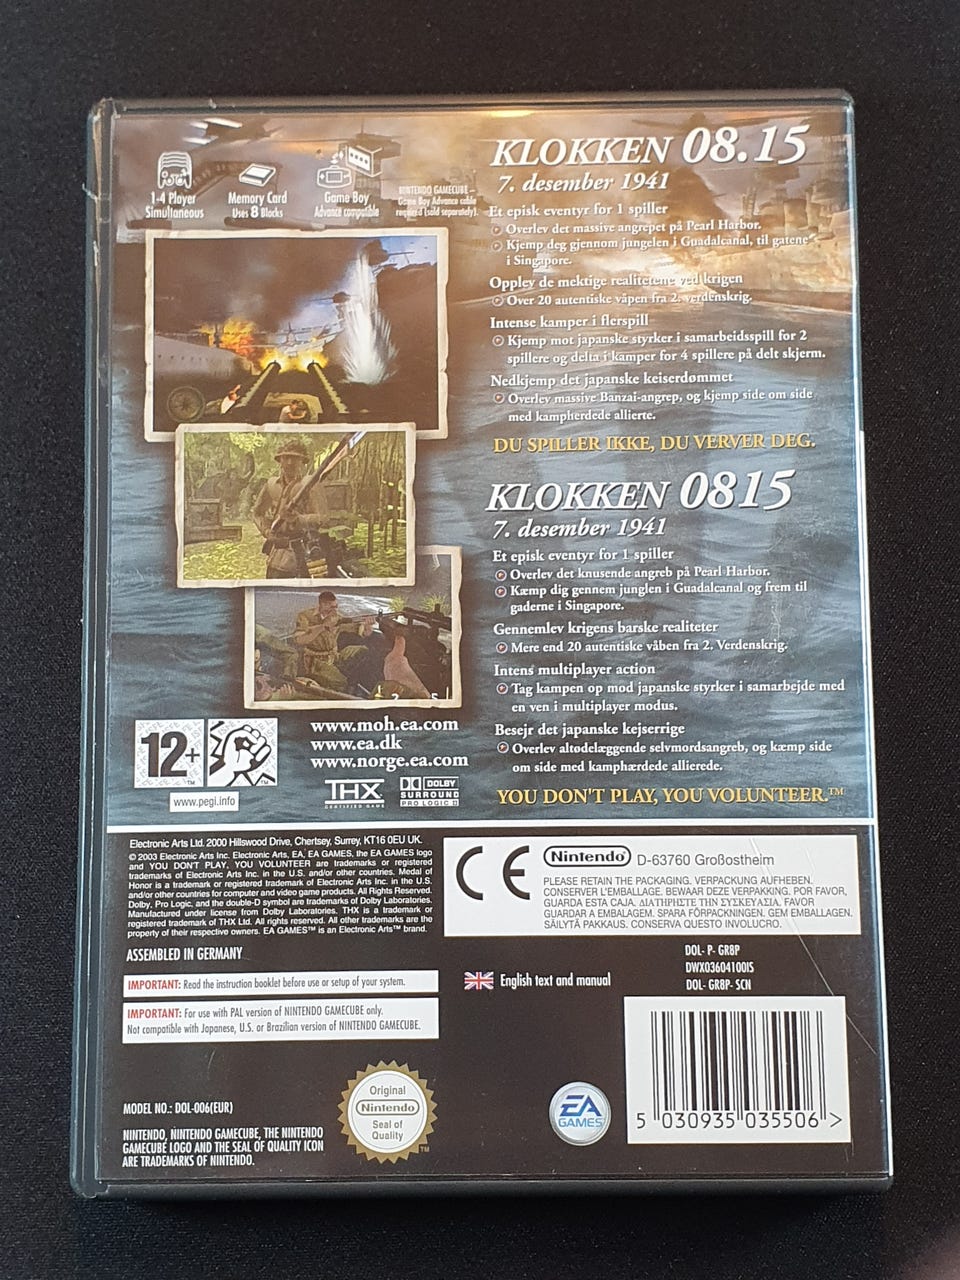 1-4 Player
Simultaneous
Memory Card
Uses 8 Blocks
Game Boy
Advance compatible
NINTENDO GAMECUBE –
Game Boy Advance cable
required (sold separately).
KLOKKEN 08.15
7. desember 1941
Et episk eventyr for 1 spiller
Overlev det massive angrepet på Pearl Harbor.
Kjemp deg gjennom jungelen i Guadalcanal, til gatene
i Singapore.
Opplev de mektige realitetene ved krigen
Over 20 autentiske våpen fra 2. verdenskrig.
Intense kamper i flerspill
Kjemp mot japanske styrker i samarbeidsspill for 2
spillere og delta i kamper for 4 spillere på delt skjerm.
Nedkjemp det japanske keiserdømmet
Overlev massive Banzai-angrep, og kjemp side om side
med kampherdede allierte.
DU SPILLER IKKE, DU VERVER DEG.
KLOKKEN 0815
7. desember 1941
Et episk eventyr for 1 spiller
Overlev det knusende angreb på Pearl Harbor.
Kæmp dig gennem junglen i Guadalcanal og frem til
gaderne i Singapore.
Gennemlev krigens barske realiteter
Mere end 20 autentiske våben fra 2. Verdenskrig.
Intens multiplayer action
Tag kampen op mod japanske styrker i samarbejde med
en ven i multiplayer modus.
Besejr det japanske kejserrige
Overlev altødelæggende selvmordsangreb, og kæmp side
om side med kamphærdede allierede.
YOU DON'T PLAY, YOU VOLUNTEER.™
12+
www.pegi.info
www.moh.ea.com
www.ea.dk
www.norge.ea.com
THX
CERTIFIED GAME
DOLBY
SURROUND
PRO LOGIC II
Electronic Arts Ltd. 2000 Hillswood Drive, Chertsey, Surrey, KT16 0EU UK.
© 2003 Electronic Arts Inc. Electronic Arts, EA, EA GAMES, the EA GAMES logo
and YOU DON'T PLAY, YOU VOLUNTEER are trademarks or registered
trademarks of Electronic Arts Inc. in the U.S. and/or other countries. Medal of
Honor is a trademark or registered trademark of Electronic Arts Inc. in the U.S.
and/or other countries for computer and video game products. All Rights Reserved.
Dolby, Pro Logic, and the double-D symbol are trademarks of Dolby Laboratories.
Manufactured under license from Dolby Laboratories. THX is a trademark or
registered trademark of THX Ltd. All rights reserved. All other trademarks are the
property of their respective owners. EA GAMES™ is an Electronic Arts™ brand.
CE
Nintendo® D-63760 Großostheim
PLEASE RETAIN THE PACKAGING. VERPACKUNG AUFHEBEN.
CONSERVER L'EMBALLAGE. BEWAAR DEZE VERPAKKING. POR FAVOR,
GUARDA ESTA CAJA. ΔΙΑΤΗΡΗΣΤΕ ΤΗΝ ΣΥΣΚΕΥΑΣΙΑ. FAVOR
GUARDAR A EMBALAGEM. SPARA FÖRPACKNINGEN. GEM EMBALLAGEN.
SÄILYTÄ PAKKAUS. CONSERVA QUESTO INVOLUCRO.
ASSEMBLED IN GERMANY
IMPORTANT: Read the instruction booklet before use or setup of your system.
IMPORTANT: For use with PAL version of NINTENDO GAMECUBE only.
Not compatible with Japanese, U.S. or Brazilian version of NINTENDO GAMECUBE.
English text and manual
DOL- P- GR8P
DWX03604100IS
DOL- GR8P- SCN
MODEL NO.: DOL-006(EUR)
NINTENDO, NINTENDO GAMECUBE, THE NINTENDO
GAMECUBE LOGO AND THE SEAL OF QUALITY ICON
ARE TRADEMARKS OF NINTENDO.
Original
Nintendo
Seal of
Quality
TM
EA
GAMES™
5 030935 035506 >